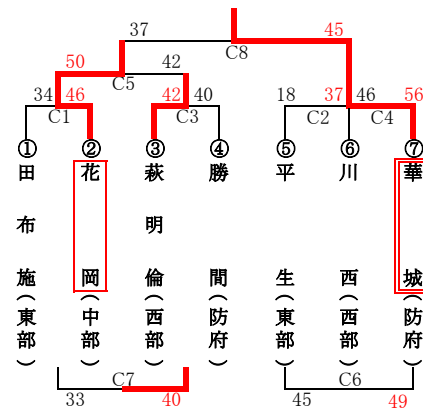 37 C8 45
50 C5 42
34 C1 46 42 C3 40 18 C2 37 46 C4 56
① ② ③ ④ ⑤ ⑥ ⑦
田布施（東部）
花岡（中部）
萩明倫（西部）
勝間（防府）
平生（東部）
川西（西部）
華城（防府）
C7 C6
33 40 45 49